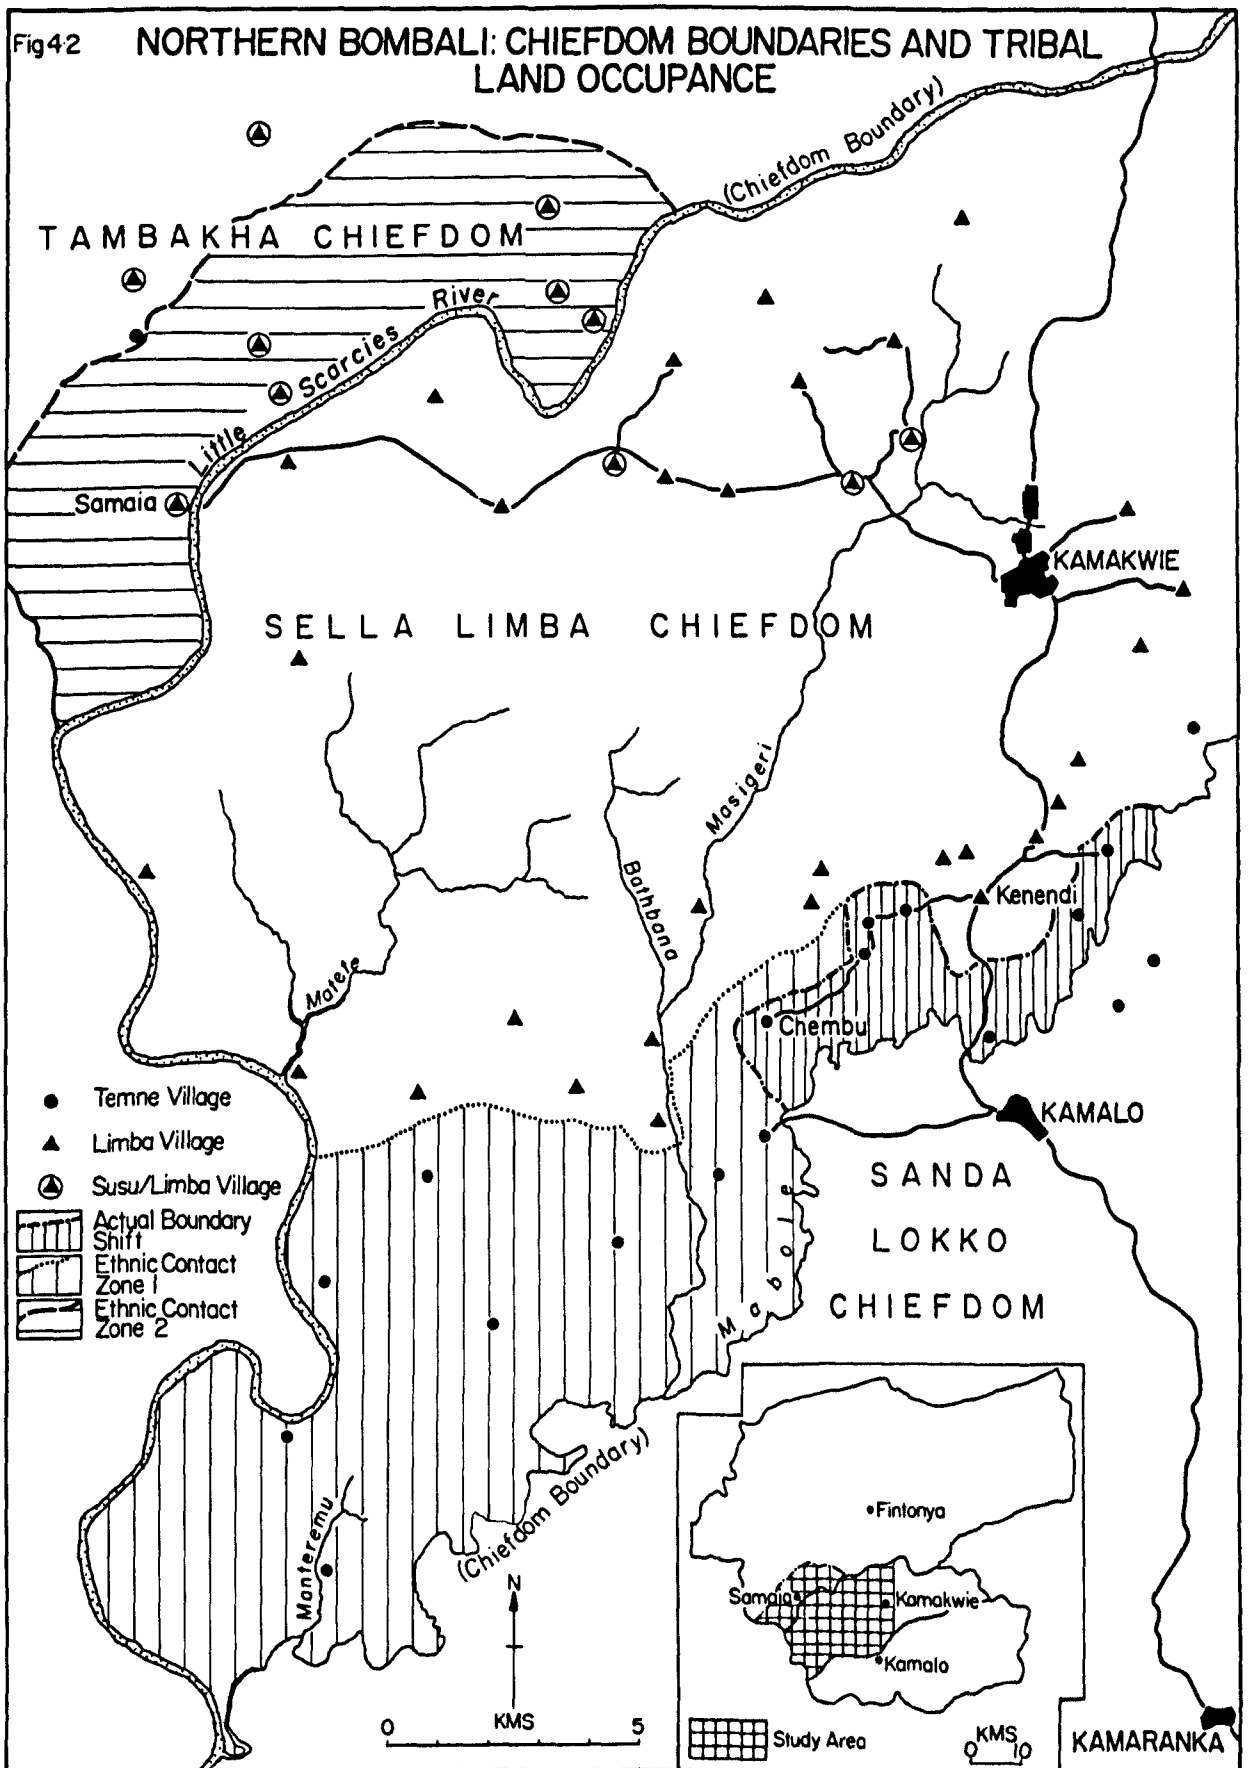 Fig 4·2
NORTHERN BOMBALI: CHIEFDOM BOUNDARIES AND TRIBAL
LAND OCCUPANCE
(Chiefdom Boundary)
TAMBAKHA CHIEFDOM
Little Scarcies River
Samaia
KAMAKWIE
SELLA LIMBA CHIEFDOM
Masigeri
Bathbana
Kenendi
Matefe
Chembu
Temne Village
Limba Village
Susu/Limba Village
Actual Boundary
Shift
Ethnic Contact
Zone 1
Ethnic Contact
Zone 2
KAMALO
SANDA
LOKKO
CHIEFDOM
Mabole
(Chiefdom Boundary)
Manteremu
N
0 KMS 5
Fintonya
Samaia
Kamakwie
Kamalo
Study Area
KMS
0 10
KAMARANKA